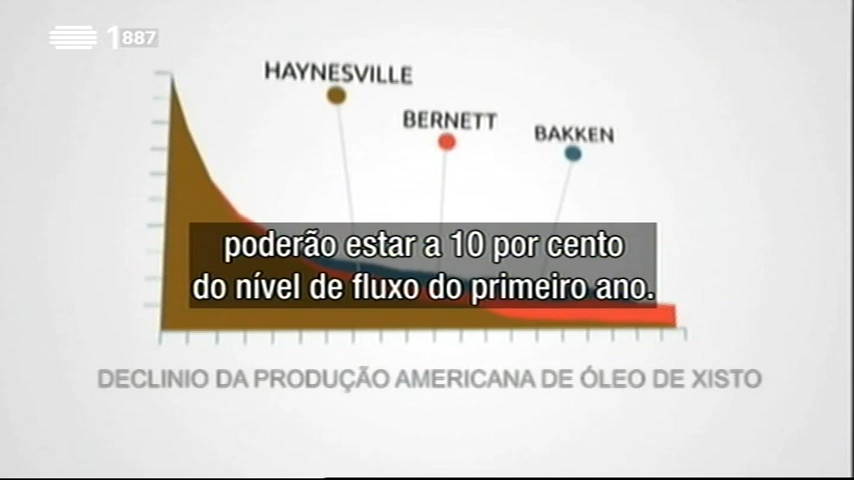 1 887
HAYNESVILLE
BERNETT
BAKKEN
poderão estar a 10 por cento
do nível de fluxo do primeiro ano.
DECLINIO DA PRODUÇÃO AMERICANA DE ÓLEO DE XISTO